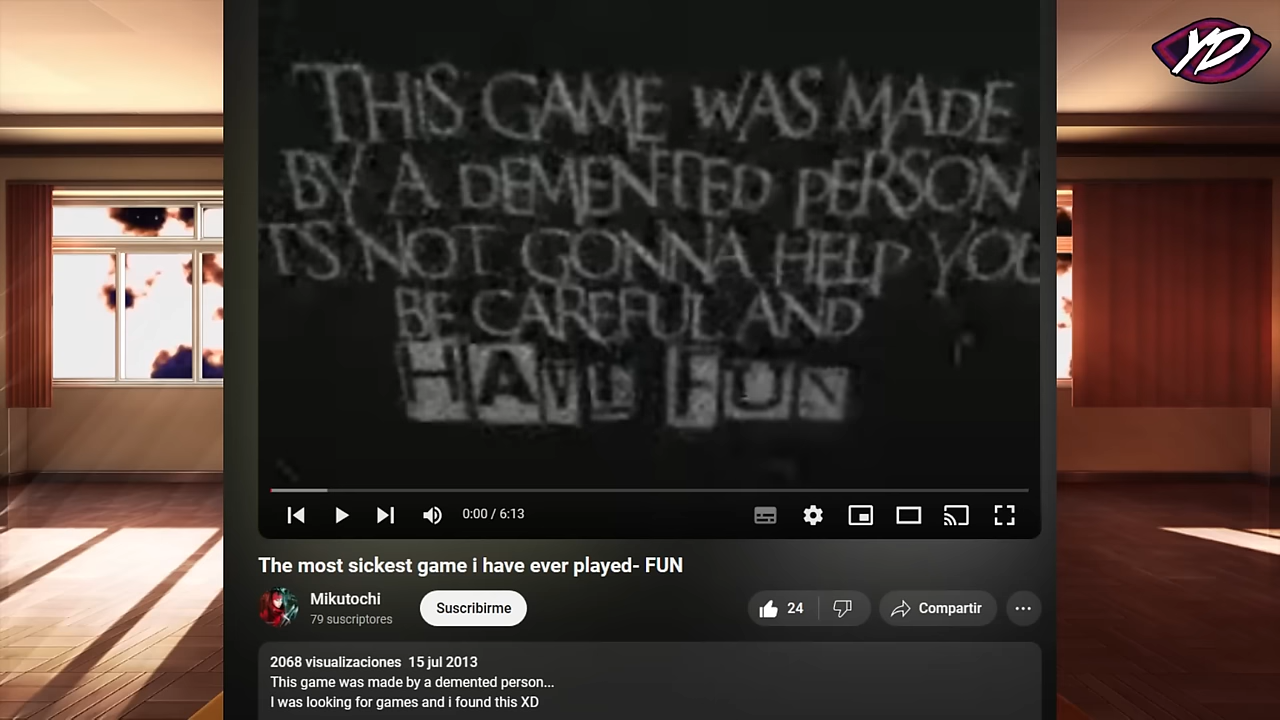 YD
THIS GAME WAS MADE
BY A DEMENTED PERSON
TS NOT GONNA HELP YOU
BE CAREFUL AND
HAVE FUN
0:00 / 6:13
The most sickest game i have ever played- FUN
Mikutochi
79 suscriptores
Suscribirme
24
Compartir
2068 visualizaciones 15 jul 2013
This game was made by a demented person...
I was looking for games and i found this XD